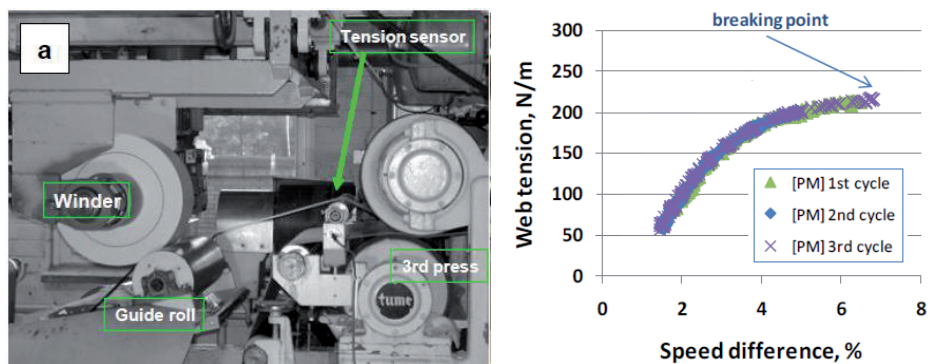 a
Tension sensor
Winder
3rd press
tume
Guide roll
breaking point
Web tension, N/m
300
250
200
150
100
50
0
[PM] 1st cycle
[PM] 2nd cycle
[PM] 3rd cycle
0 2 4 6 8
Speed difference, %